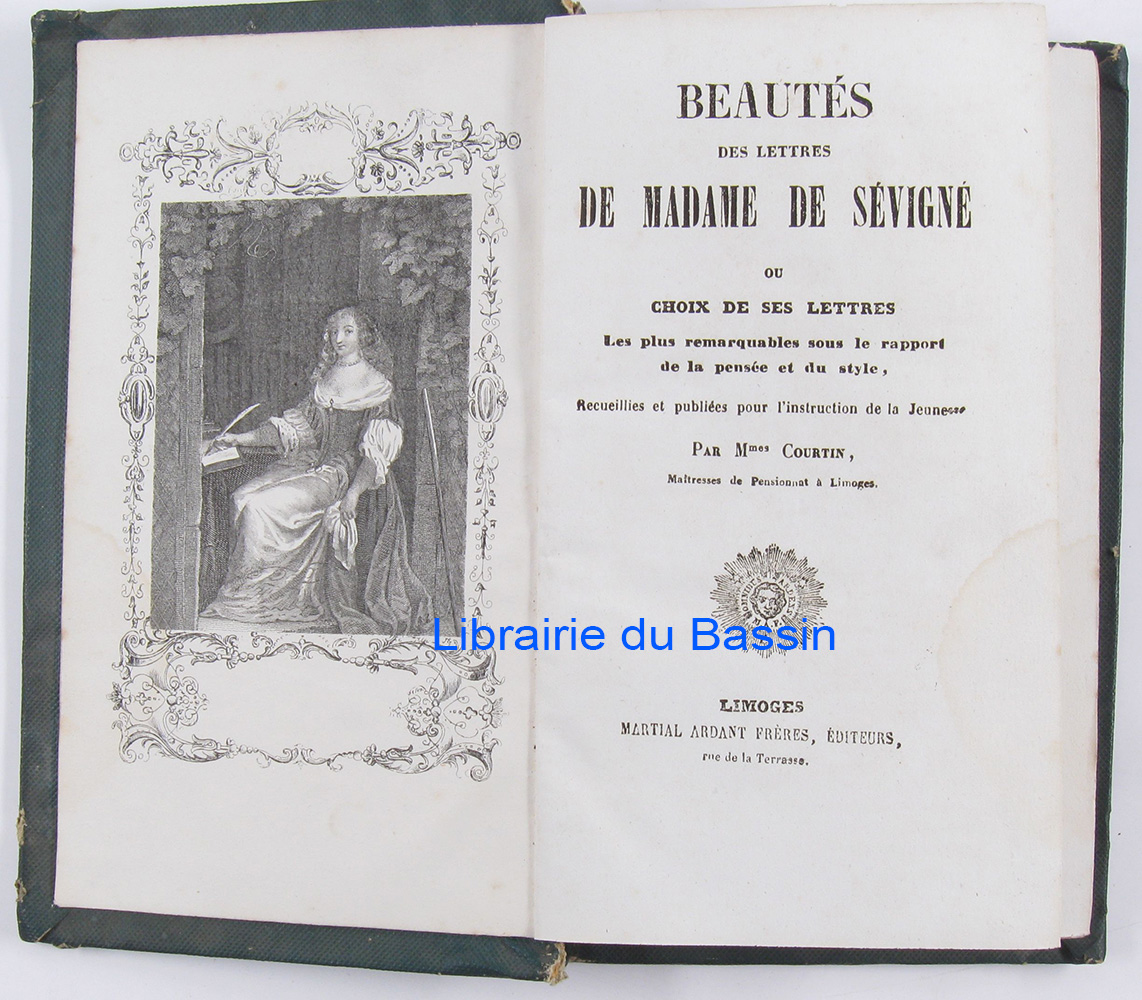 BEAUTÉS
DES LETTRES
DE MADAME DE SÉVIGNÉ
OU
CHOIX DE SES LETTRES
Les plus remarquables sous le rapport
de la pensée et du style,
Recueillies et publiées pour l'instruction de la Jeunesse
PAR Mmes COURTIN,
Maîtresses de Pensionnat à Limoges.
Librairie du Bassin
LIMOGES
MARTIAL ARDANT FRÈRES, ÉDITEURS,
rue de la Terrasse.